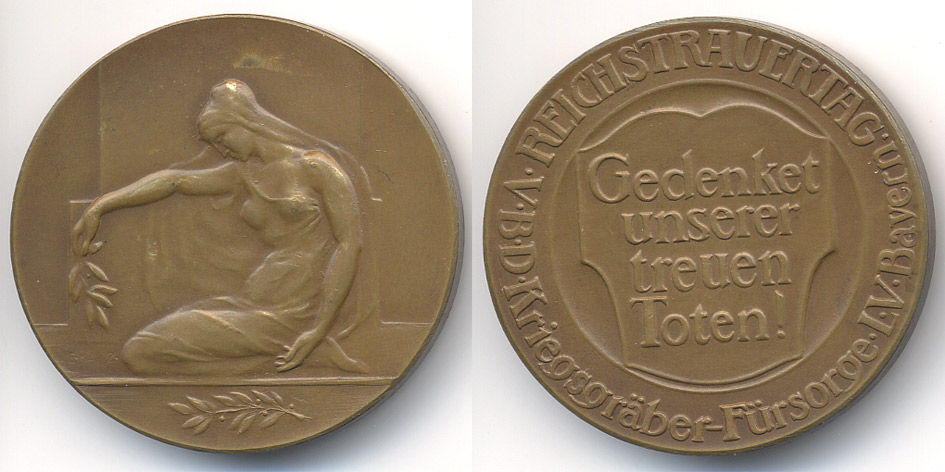 REICHSTRAUERTAG
V·B·D·Kriegsgräber-Fürsorge·L·V·Bayern
Gedenket
unserer
treuen
Toten!